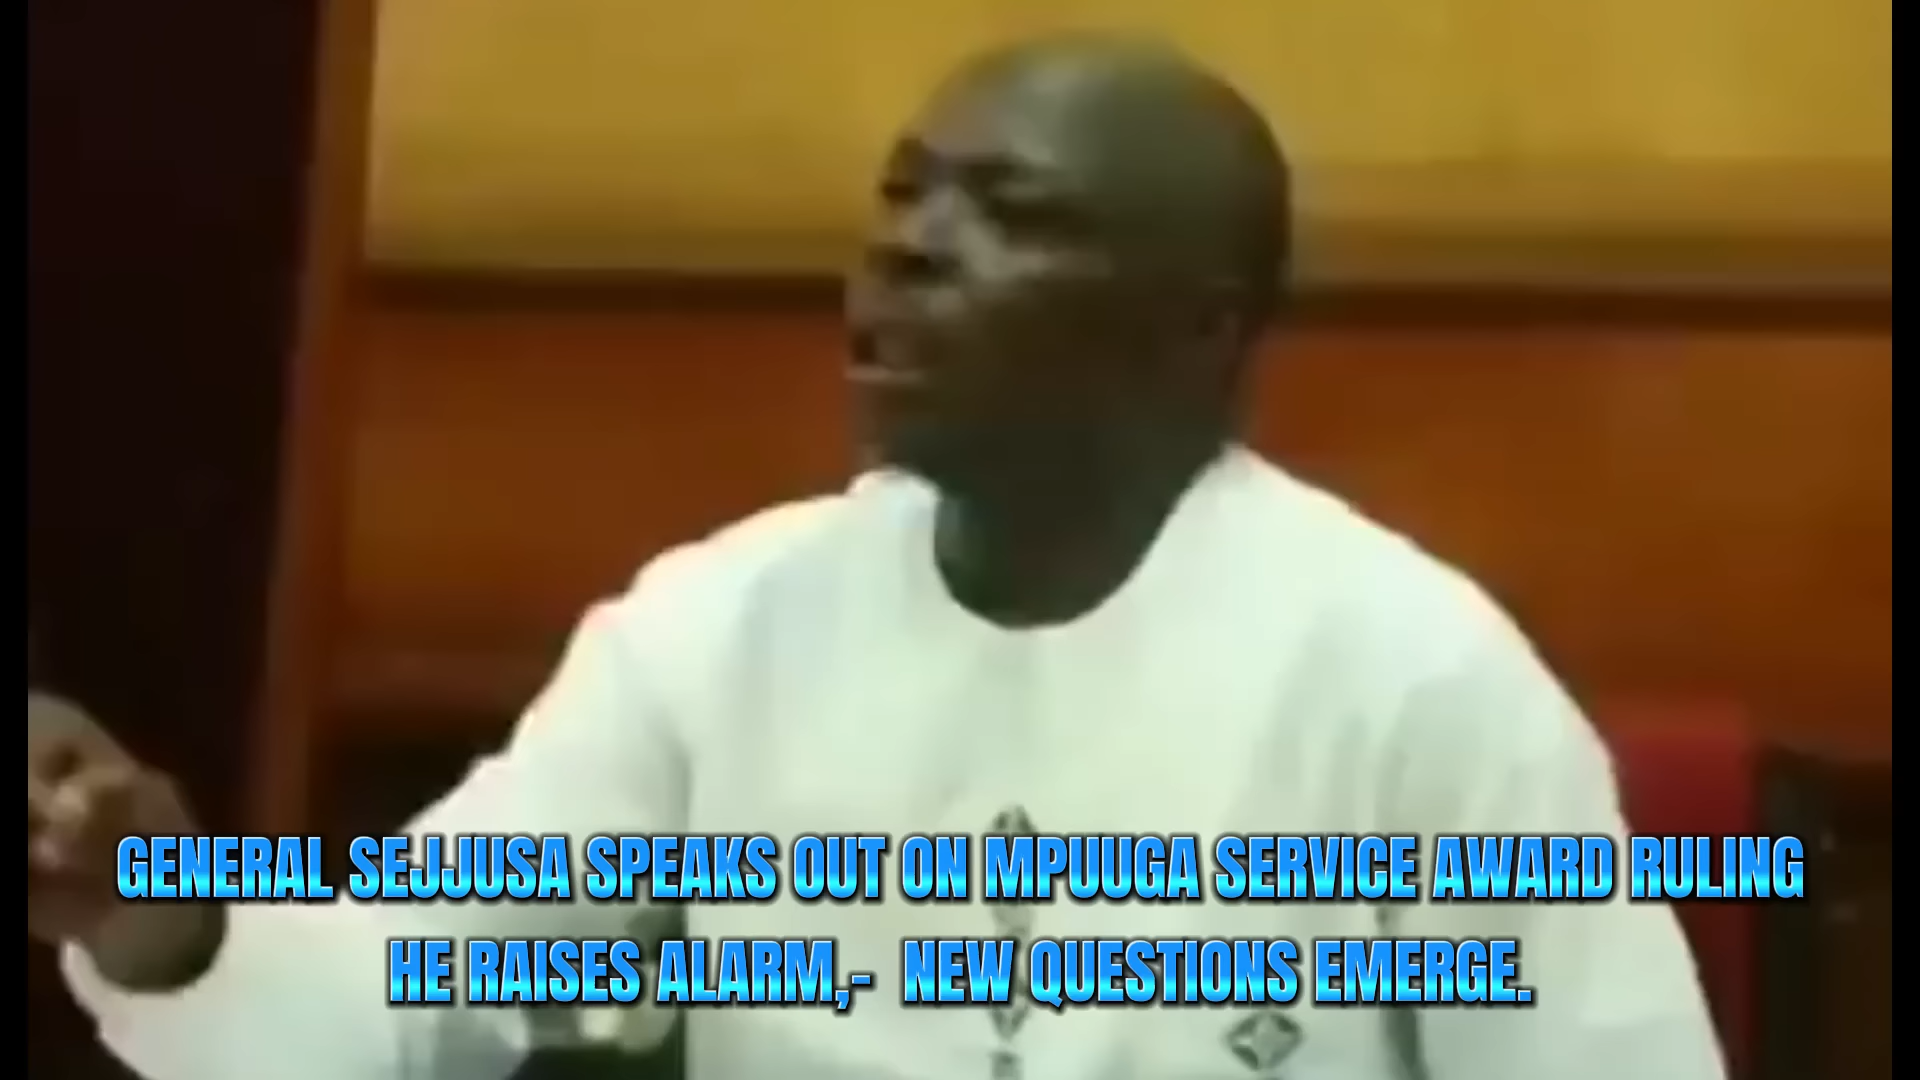 GENERAL SEJJUSA SPEAKS OUT ON MPUUGA SERVICE AWARD RULING
HE RAISES ALARM,- NEW QUESTIONS EMERGE.